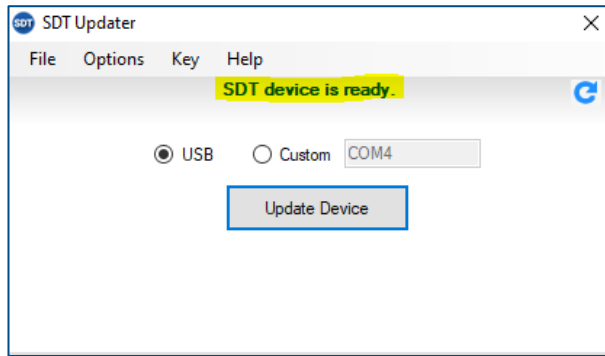 SDT SDT Updater
File Options Key Help
SDT device is ready.
USB Custom COM4
Update Device